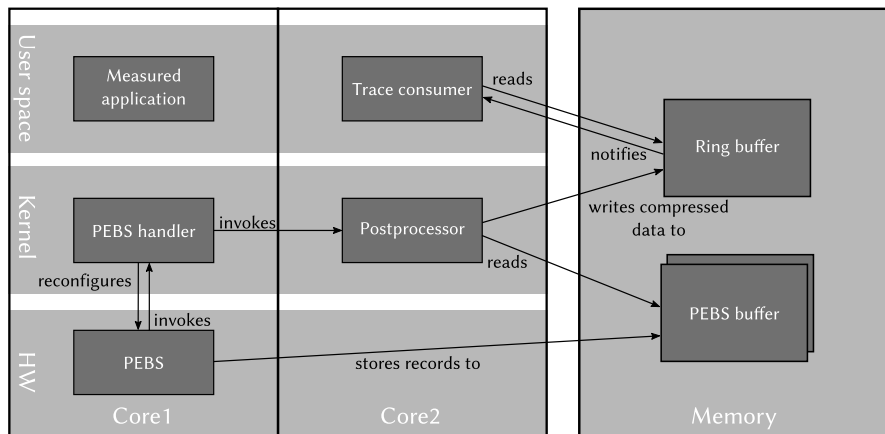 User space
Measured
application
Trace consumer
reads
notifies
Ring buffer
Kernel
PEBS handler
invokes
Postprocessor
writes compressed
data to
reads
reconfigures
invokes
PEBS buffer
HW
PEBS
stores records to
Core1
Core2
Memory